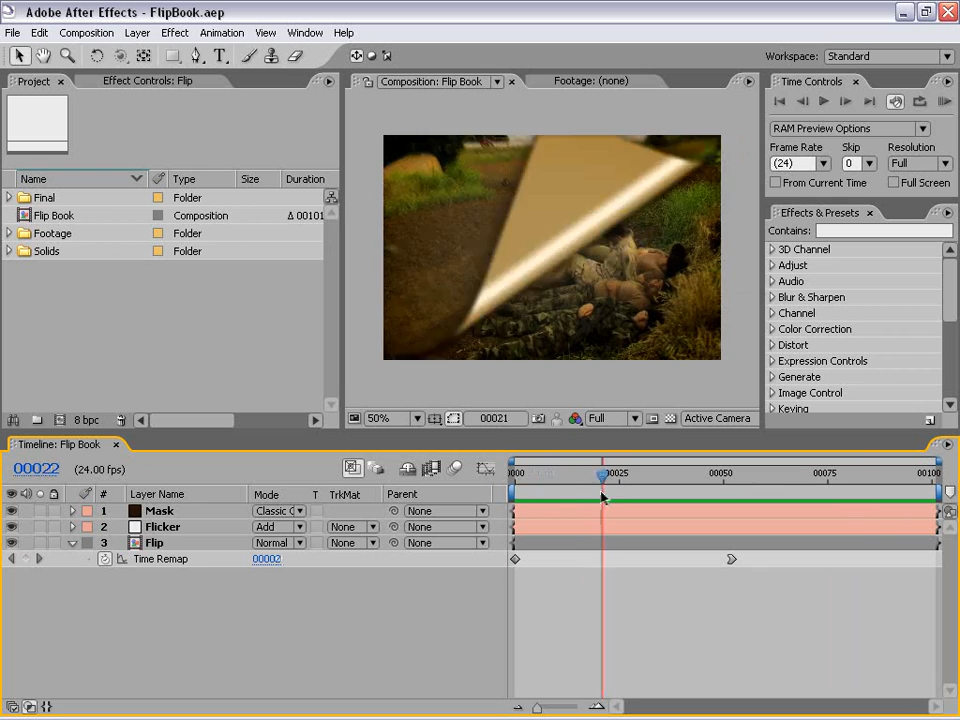 Adobe After Effects - FlipBook.aep
File Edit Composition Layer Effect Animation View Window Help
Workspace: Standard
Project Effect Controls: Flip
Composition: Flip Book Footage: (none)
Time Controls
RAM Preview Options
Frame Rate Skip Resolution
(24) 0 Full
From Current Time Full Screen
Name Type Size Duration
Final Folder
Flip Book Composition Δ 00101
Footage Folder
Solids Folder
Effects & Presets
Contains:
3D Channel
Adjust
Audio
Blur & Sharpen
Channel
Color Correction
Distort
Expression Controls
Generate
Image Control
Keying
8 bpc
50% 00021 Full Active Camera
Timeline: Flip Book
00022 (24.00 fps)
0000 00025 00050 00075 00100
# Layer Name Mode T TrkMat Parent
1 Mask Classic C None
2 Flicker Add None None
3 Flip Normal None None
Time Remap 00002